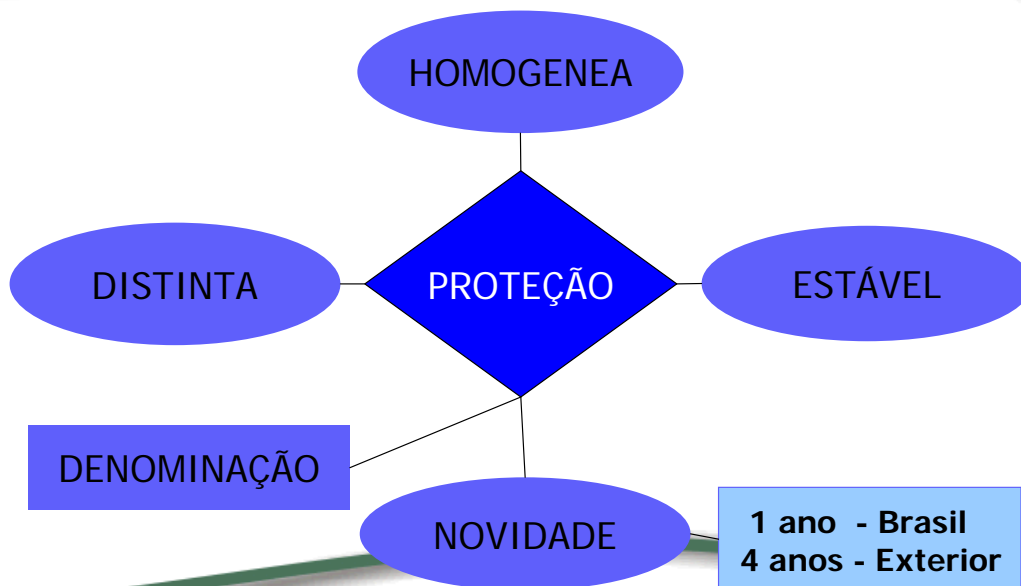 HOMOGENEA
DISTINTA
PROTEÇÃO
ESTÁVEL
DENOMINAÇÃO
NOVIDADE
1 ano - Brasil
4 anos - Exterior